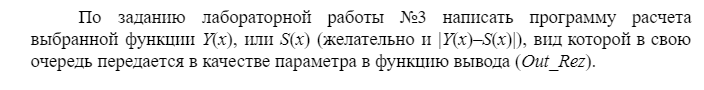 По заданию лабораторной работы №3 написать программу расчета
выбранной функции Y(x), или S(x) (желательно и |Y(x)–S(x)|), вид которой в свою
очередь передается в качестве параметра в функцию вывода (Out_Rez).